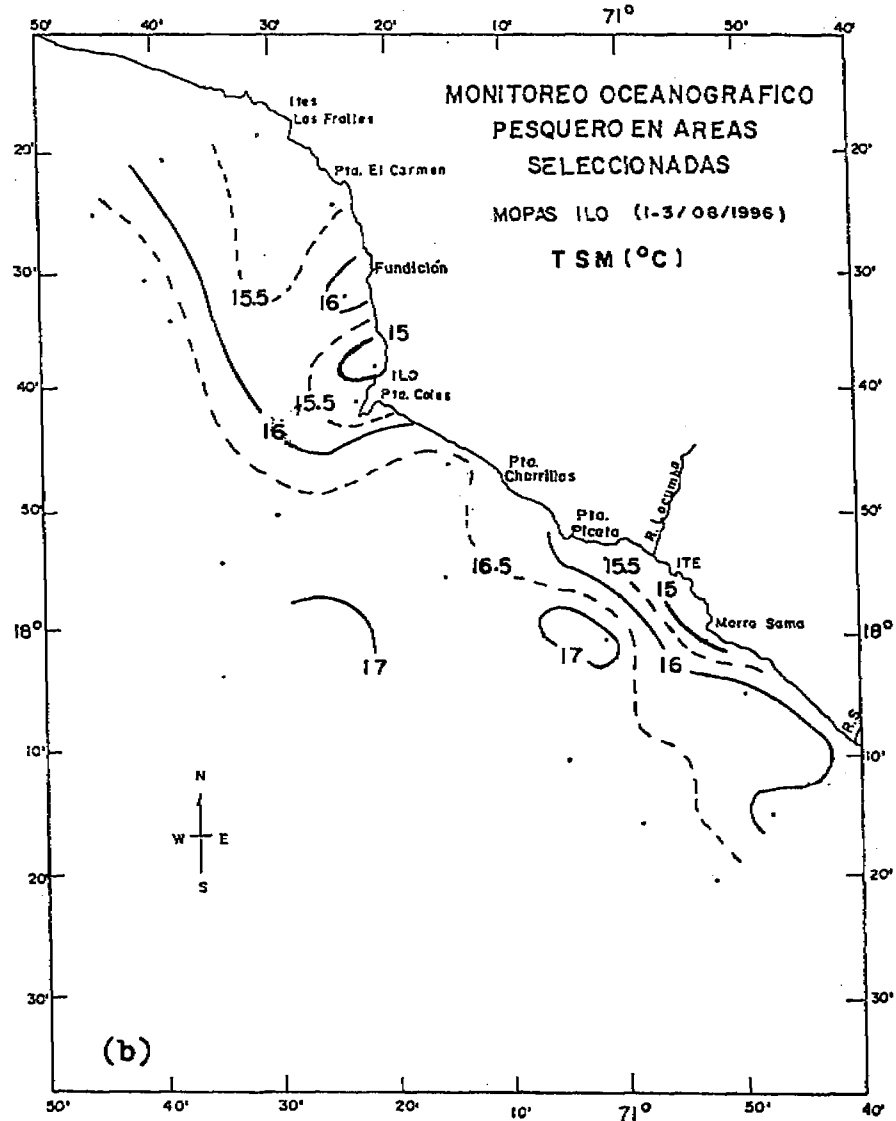 71°
50' 40' 30' 20' 10' 50' 40'
MONITOREO OCEANOGRAFICO
PESQUERO EN AREAS
SELECCIONADAS
MOPAS ILO (1-3/08/1996)
TSM (°C)
Ites
Los Frailes
Pta. El Carmen
Fundición
ILO
Pta. Coles
Pta.
Charrillos
Pta.
Picata
R. Locumba
ITE
Morro Sama
R.S
20' 20'
30' 30'
40' 40'
50' 50'
18° 18°
10' 10'
20' 20'
30' 30'
15.5
16
15
15.5
16
16.5
15.5
15
16
17
17
N
W E
S
(b)
50' 40' 30' 20' 10' 71° 50' 40'